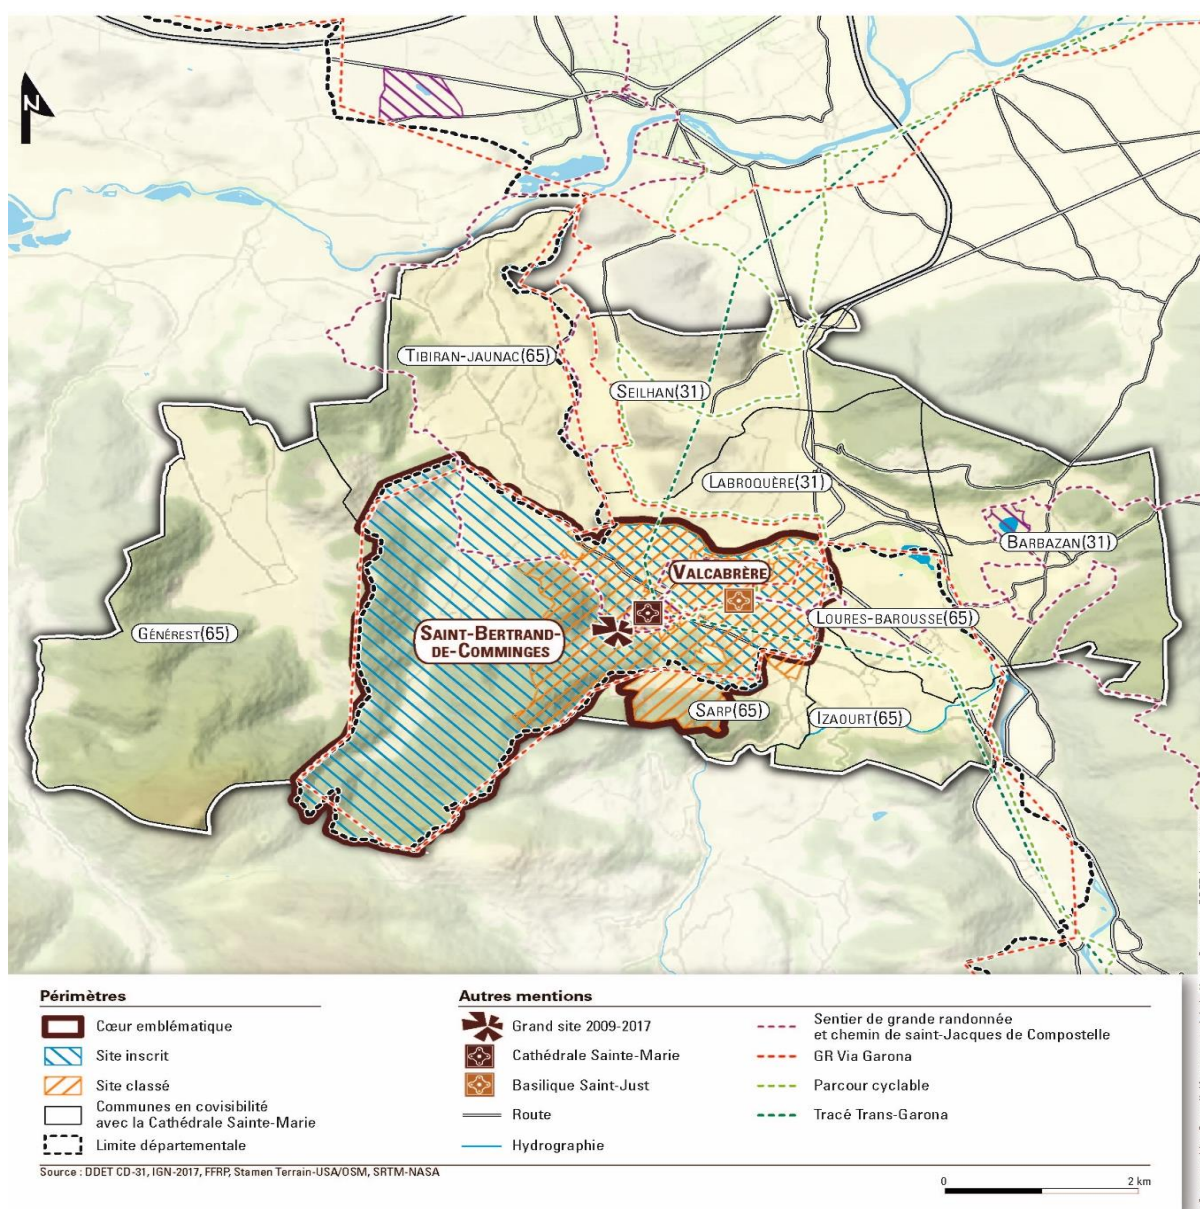 N
TIBIRAN-JAUNAC(65)
SEILHAN(31)
LABROQUÈRE(31)
BARBAZAN(31)
VALCABRÈRE
GÉNÉREST(65)
SAINT-BERTRAND-
DE-COMMINGES
LOURES-BAROUSSE(65)
SARP(65)
IZAOURT(65)
Périmètres
Cœur emblématique
Site inscrit
Site classé
Communes en covisibilité
avec la Cathédrale Sainte-Marie
Limite départementale
Autres mentions
Grand site 2009-2017
Cathédrale Sainte-Marie
Basilique Saint-Just
Route
Hydrographie
Sentier de grande randonnée
et chemin de saint-Jacques de Compostelle
GR Via Garona
Parcour cyclable
Tracé Trans-Garona
Source : DDET CD-31, IGN-2017, FFRP, Stamen Terrain-USA/OSM, SRTM-NASA
0 2 km